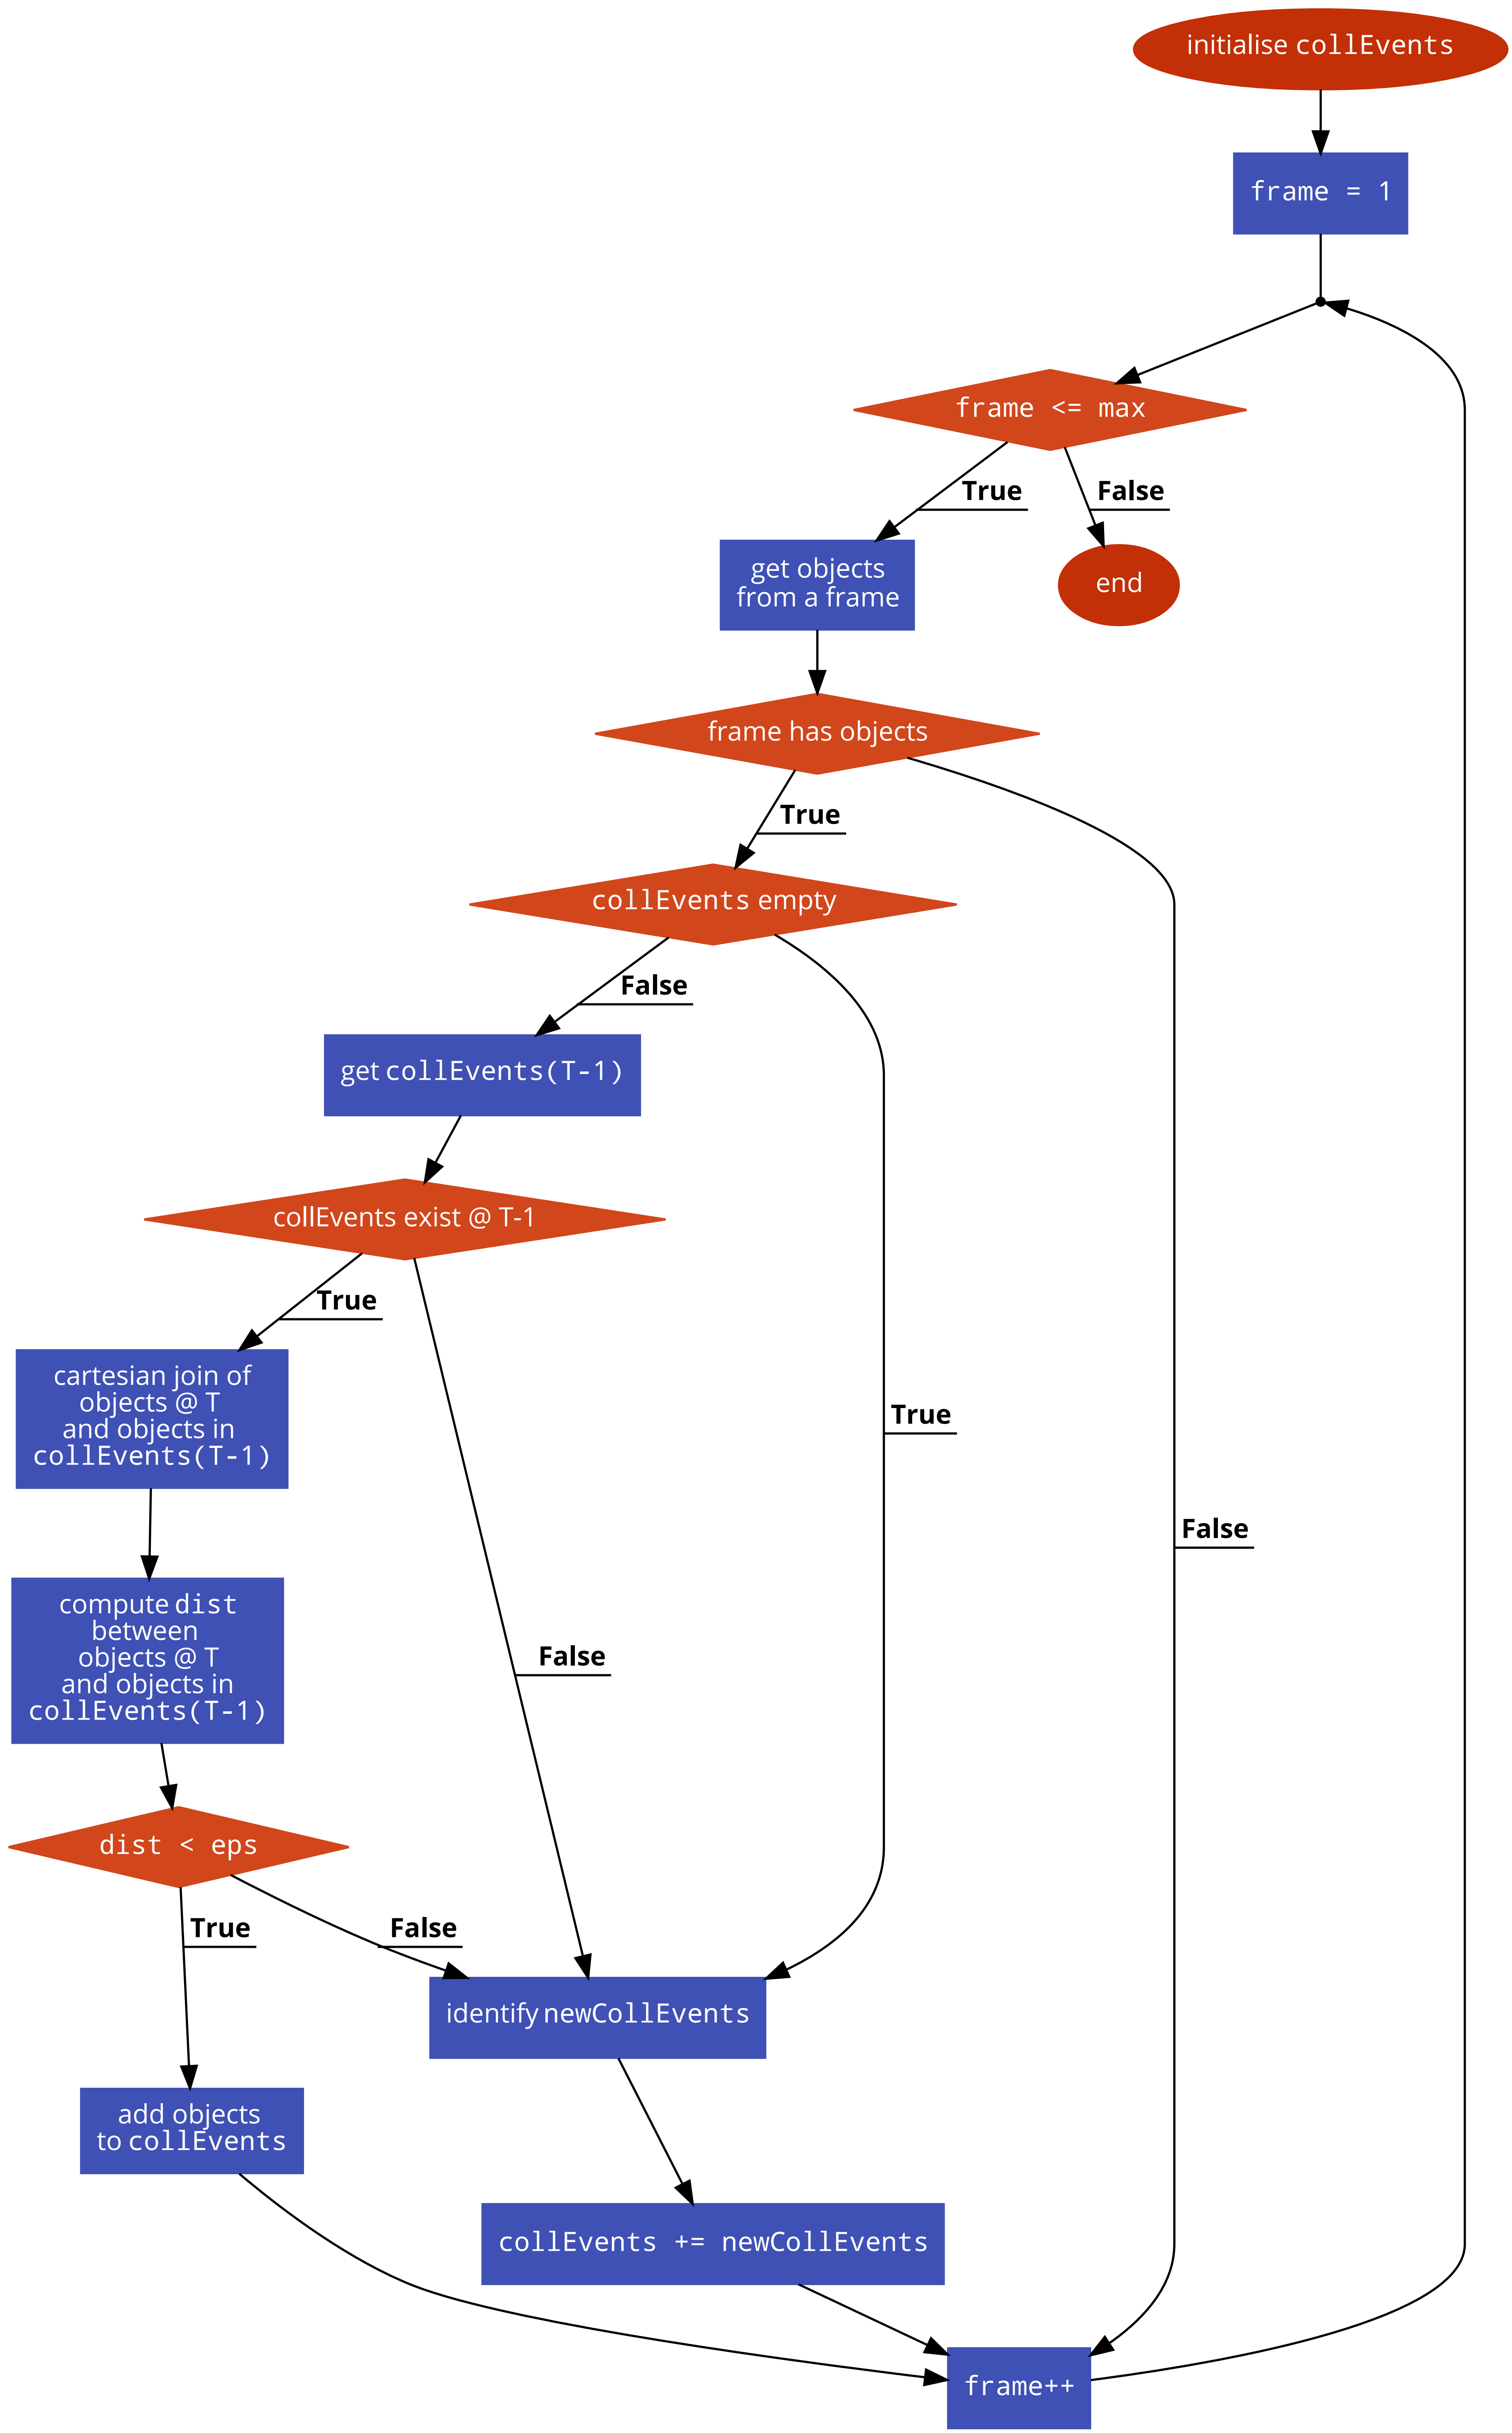 initialise collEvents
frame = 1
frame <= max
True
False
get objects
from a frame
end
frame has objects
True
collEvents empty
False
get collEvents(T-1)
collEvents exist @ T-1
True
cartesian join of
objects @ T
and objects in
collEvents(T-1)
True
False
compute dist
between
objects @ T
and objects in
collEvents(T-1)
False
dist < eps
True
False
identify newCollEvents
add objects
to collEvents
collEvents += newCollEvents
frame++